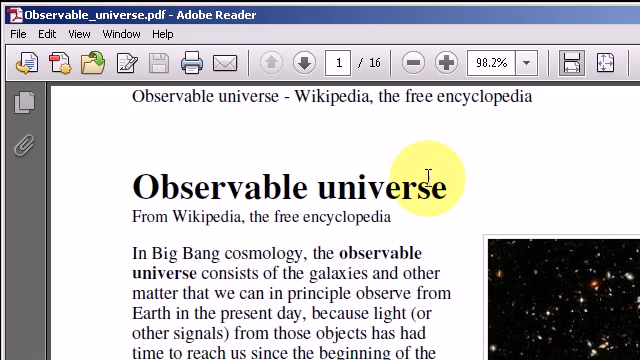 Observable_universe.pdf - Adobe Reader
File Edit View Window Help
1 / 16 98.2%
Observable universe - Wikipedia, the free encyclopedia
Observable universe
From Wikipedia, the free encyclopedia
In Big Bang cosmology, the observable
universe consists of the galaxies and other
matter that we can in principle observe from
Earth in the present day, because light (or
other signals) from those objects has had
time to reach us since the beginning of the